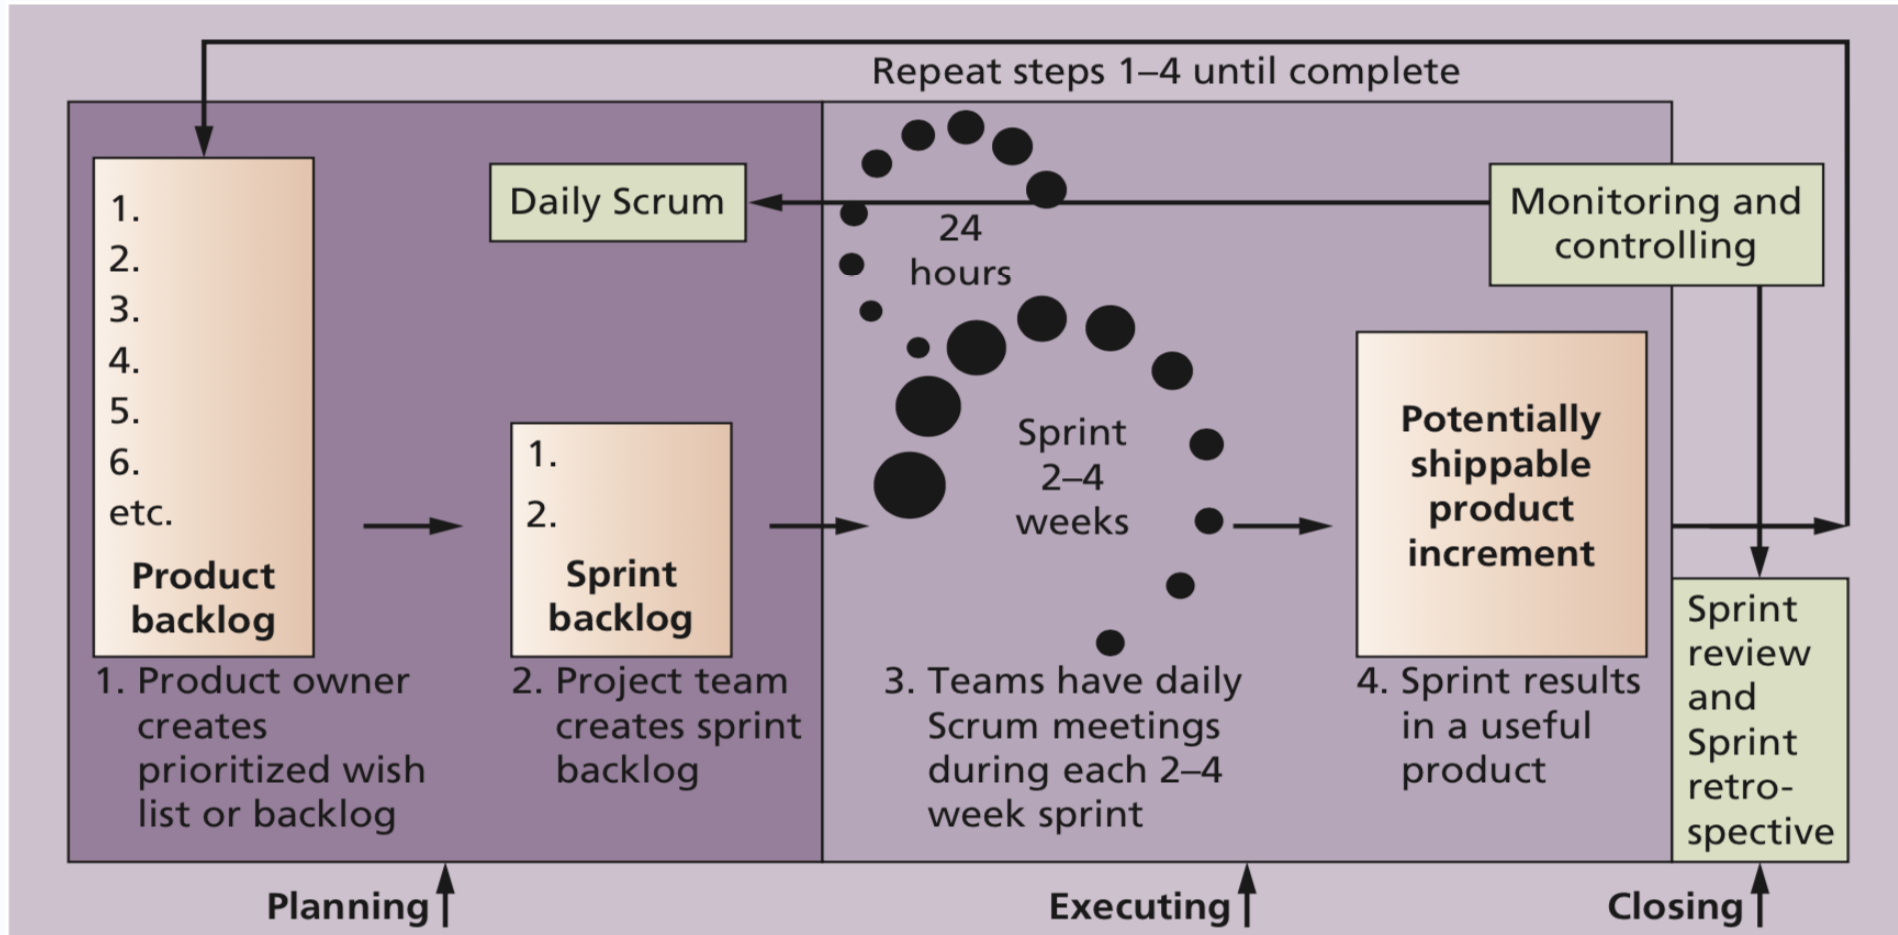 Repeat steps 1–4 until complete
1.
2.
3.
4.
5.
6.
etc.
Product
backlog
Daily Scrum
1.
2.
Sprint
backlog
24
hours
Sprint
2–4
weeks
Monitoring and
controlling
Potentially
shippable
product
increment
1. Product owner
creates
prioritized wish
list or backlog
2. Project team
creates sprint
backlog
3. Teams have daily
Scrum meetings
during each 2–4
week sprint
4. Sprint results
in a useful
product
Sprint
review
and
Sprint
retro-
spective
Planning
Executing
Closing